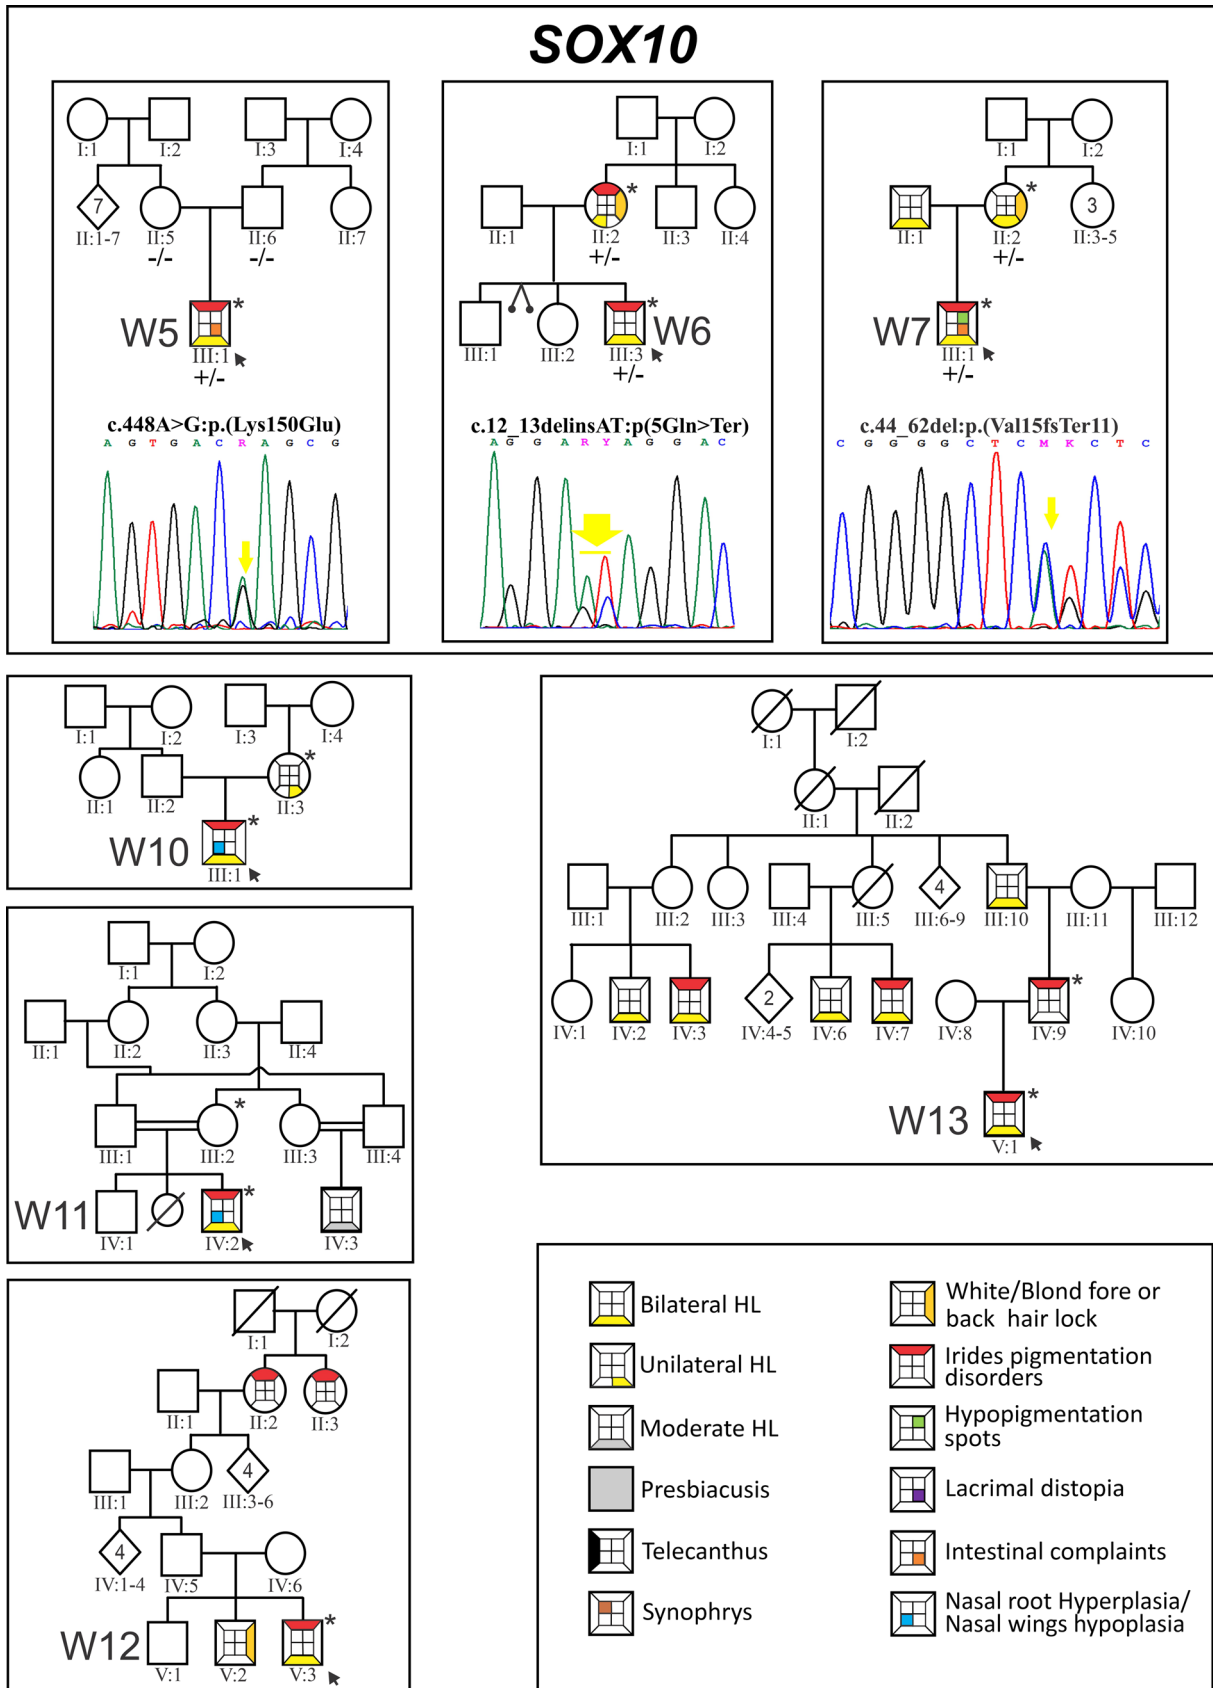 SOX10
I:1 I:2 I:3 I:4
7
II:1-7 II:5 II:6 II:7
-/- -/-
*
W5
III:1
+/-
c.448A>G:p.(Lys150Glu)
A G T G A C R A G C G
I:1 I:2
*
II:1 II:2 II:3 II:4
+/-
*
W6
III:1 III:2 III:3
+/-
c.12_13delinsAT:p(5Gln>Ter)
A G G A R Y A G G A C
I:1 I:2
*
3
II:1 II:2 II:3-5
+/-
*
W7
III:1
+/-
c.44_62del:p.(Val15fsTer11)
C G G G G C T C M K C T C
I:1 I:2 I:3 I:4
*
II:1 II:2 II:3
*
W10
III:1
I:1 I:2
II:1 II:2 II:3 II:4
*
III:1 III:2 III:3 III:4
*
W11
IV:1 IV:2 IV:3
I:1 I:2
II:1 II:2 II:3
4
III:1 III:2 III:3-6
4
IV:1-4 IV:5 IV:6
*
W12
V:1 V:2 V:3
I:1 I:2
II:1 II:2
4
III:1 III:2 III:3 III:4 III:5 III:6-9 III:10 III:11 III:12
*
2
IV:1 IV:2 IV:3 IV:4-5 IV:6 IV:7 IV:8 IV:9 IV:10
*
W13
V:1
Bilateral HL
Unilateral HL
Moderate HL
Presbiacusis
Telecanthus
Synophrys
White/Blond fore or
back hair lock
Irides pigmentation
disorders
Hypopigmentation
spots
Lacrimal distopia
Intestinal complaints
Nasal root Hyperplasia/
Nasal wings hypoplasia